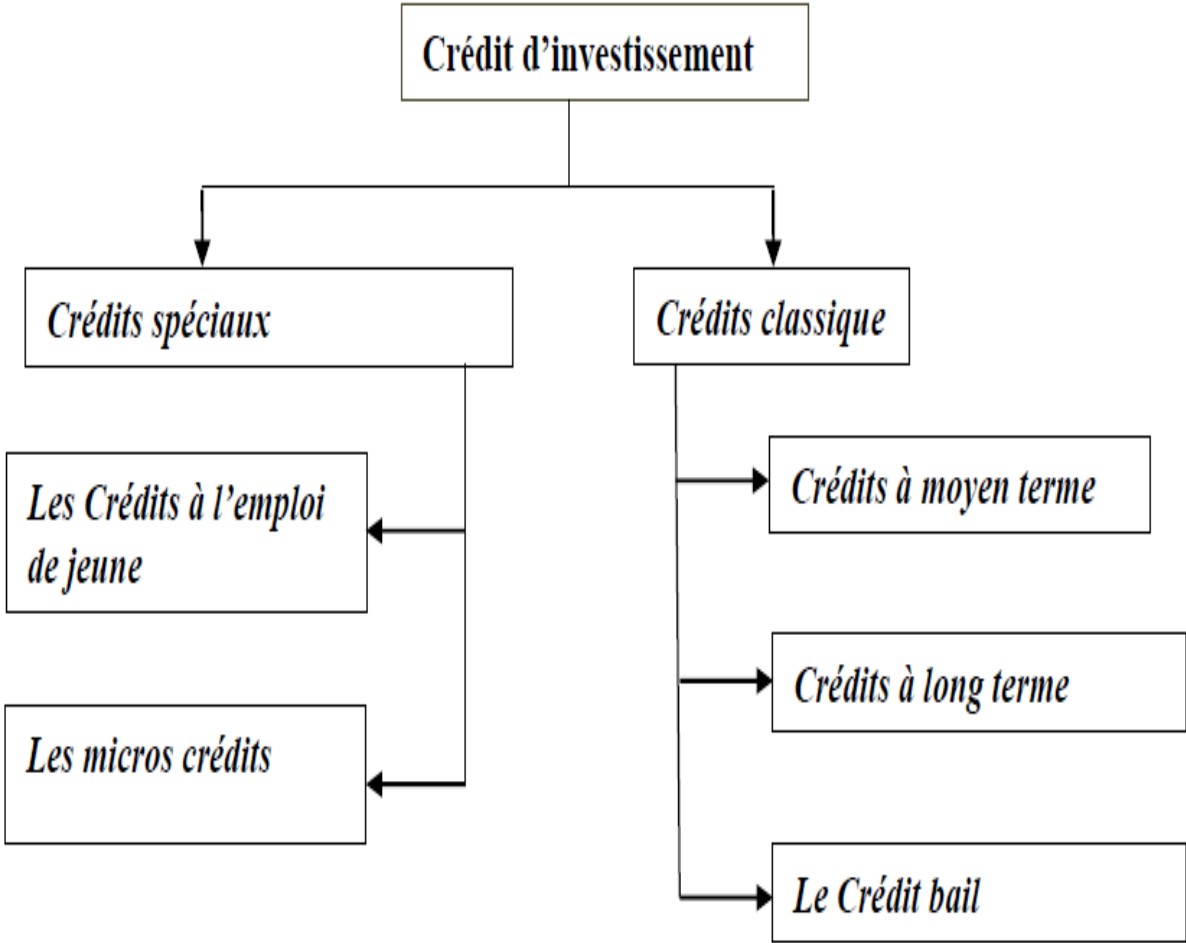 Crédit d’investissement
Crédits spéciaux
Crédits classique
Les Crédits à l’emploi
de jeune
Les micros crédits
Crédits à moyen terme
Crédits à long terme
Le Crédit bail